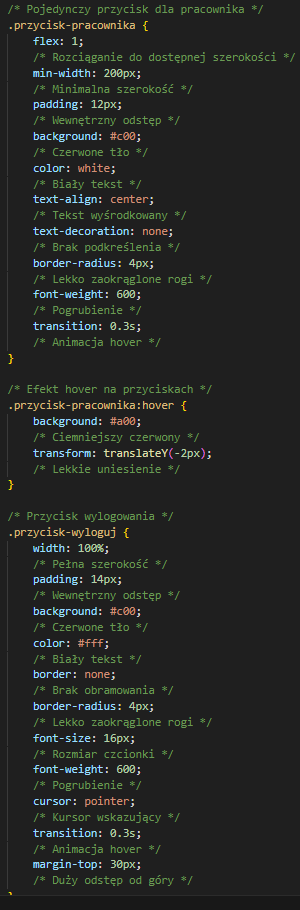 /* Pojedynczy przycisk dla pracownika */
.przycisk-pracownika {
    flex: 1;
    /* Rozciąganie do dostępnej szerokości */
    min-width: 200px;
    /* Minimalna szerokość */
    padding: 12px;
    /* Wewnętrzny odstęp */
    background: #c00;
    /* Czerwone tło */
    color: white;
    /* Biały tekst */
    text-align: center;
    /* Tekst wyśrodkowany */
    text-decoration: none;
    /* Brak podkreślenia */
    border-radius: 4px;
    /* Lekko zaokrąglone rogi */
    font-weight: 600;
    /* Pogrubienie */
    transition: 0.3s;
    /* Animacja hover */
}

/* Efekt hover na przyciskach */
.przycisk-pracownika:hover {
    background: #a00;
    /* Ciemniejszy czerwony */
    transform: translateY(-2px);
    /* Lekkie uniesienie */
}

/* Przycisk wylogowania */
.przycisk-wyloguj {
    width: 100%;
    /* Pełna szerokość */
    padding: 14px;
    /* Wewnętrzny odstęp */
    background: #c00;
    /* Czerwone tło */
    color: #fff;
    /* Biały tekst */
    border: none;
    /* Brak obramowania */
    border-radius: 4px;
    /* Lekko zaokrąglone rogi */
    font-size: 16px;
    /* Rozmiar czcionki */
    font-weight: 600;
    /* Pogrubienie */
    cursor: pointer;
    /* Kursor wskazujący */
    transition: 0.3s;
    /* Animacja hover */
    margin-top: 30px;
    /* Duży odstęp od góry */
}